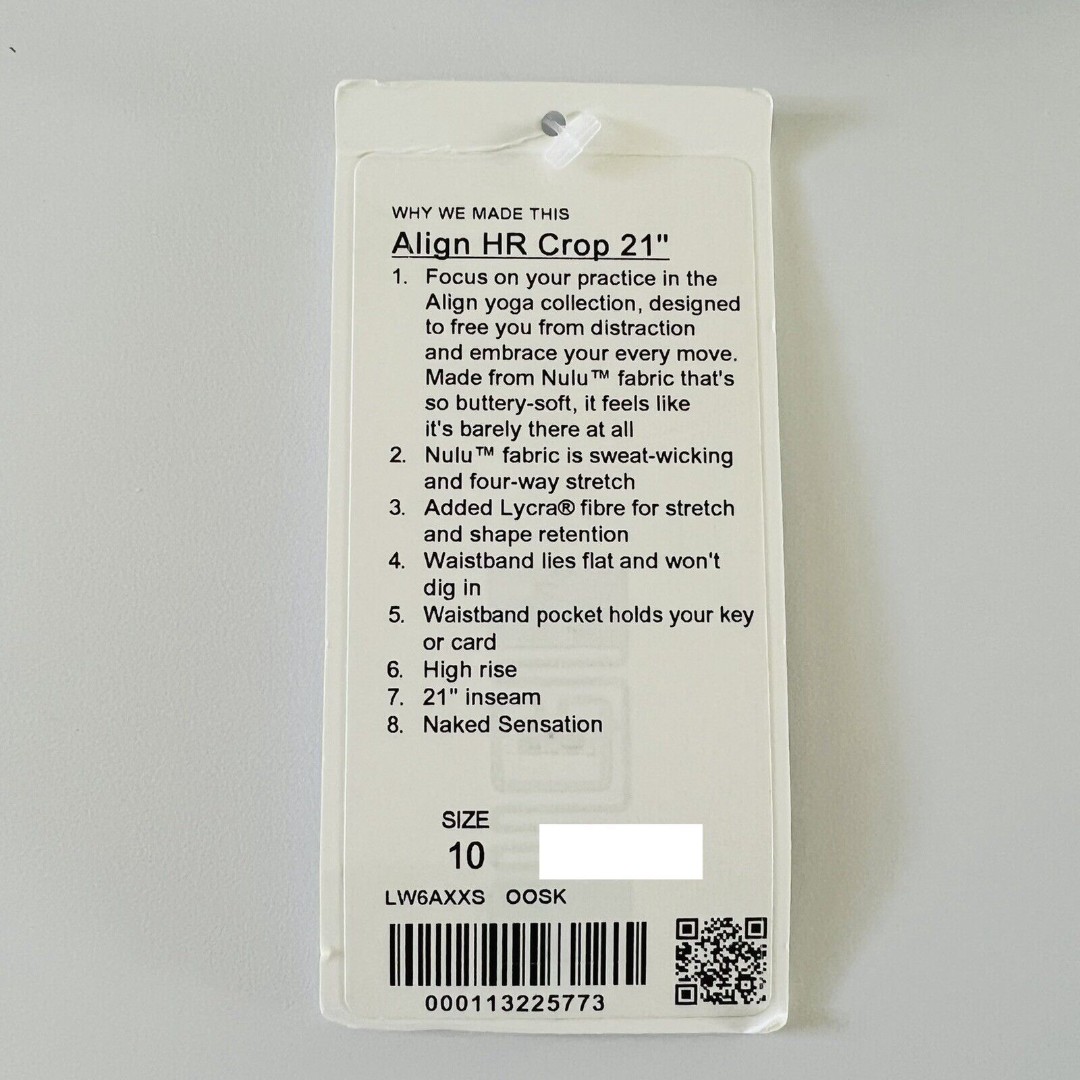 WHY WE MADE THIS
Align HR Crop 21"
1. Focus on your practice in the
Align yoga collection, designed
to free you from distraction
and embrace your every move.
Made from Nulu™ fabric that's
so buttery-soft, it feels like
it's barely there at all
2. Nulu™ fabric is sweat-wicking
and four-way stretch
3. Added Lycra® fibre for stretch
and shape retention
4. Waistband lies flat and won't
dig in
5. Waistband pocket holds your key
or card
6. High rise
7. 21" inseam
8. Naked Sensation
SIZE
10
LW6AXXS OOSK
000113225773